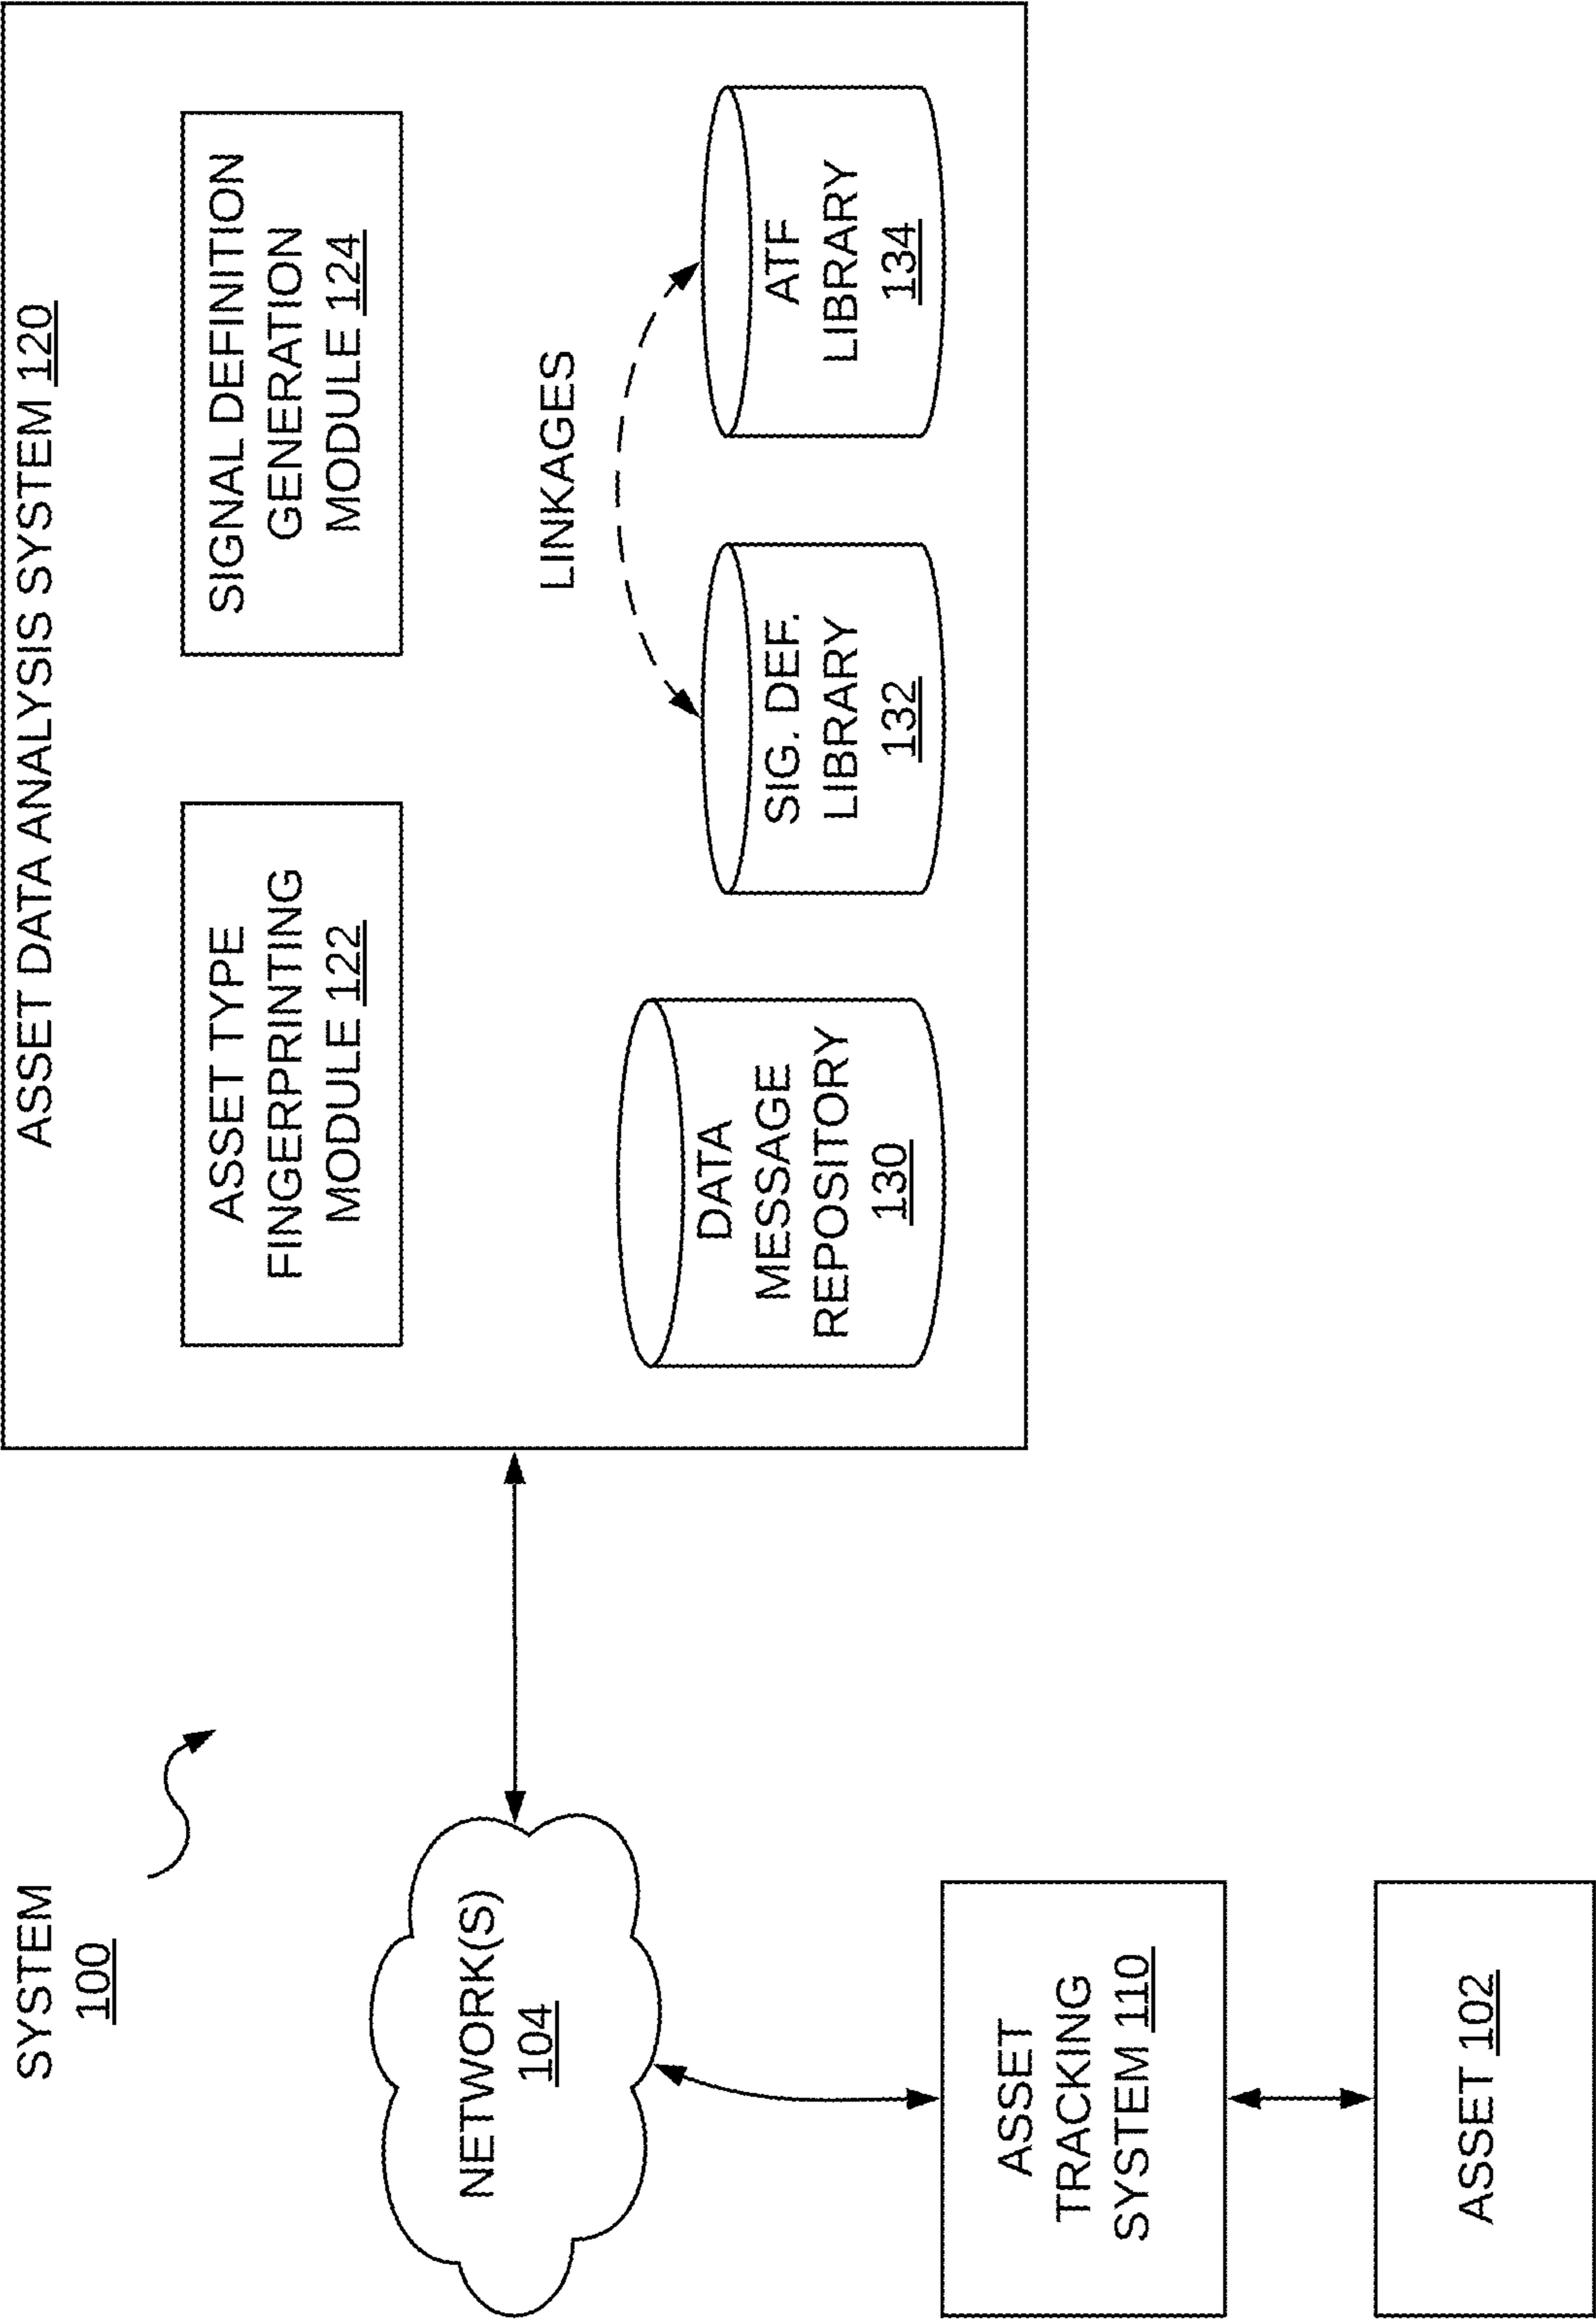 SYSTEM
100
ASSET DATA ANALYSIS SYSTEM 120
ASSET TYPE
FINGERPRINTING
MODULE 122
SIGNAL DEFINITION
GENERATION
MODULE 124
NETWORK(S)
104
LINKAGES
DATA
MESSAGE
REPOSITORY
130
SIG. DEF.
LIBRARY
132
ATF
LIBRARY
134
ASSET
TRACKING
SYSTEM 110
ASSET 102